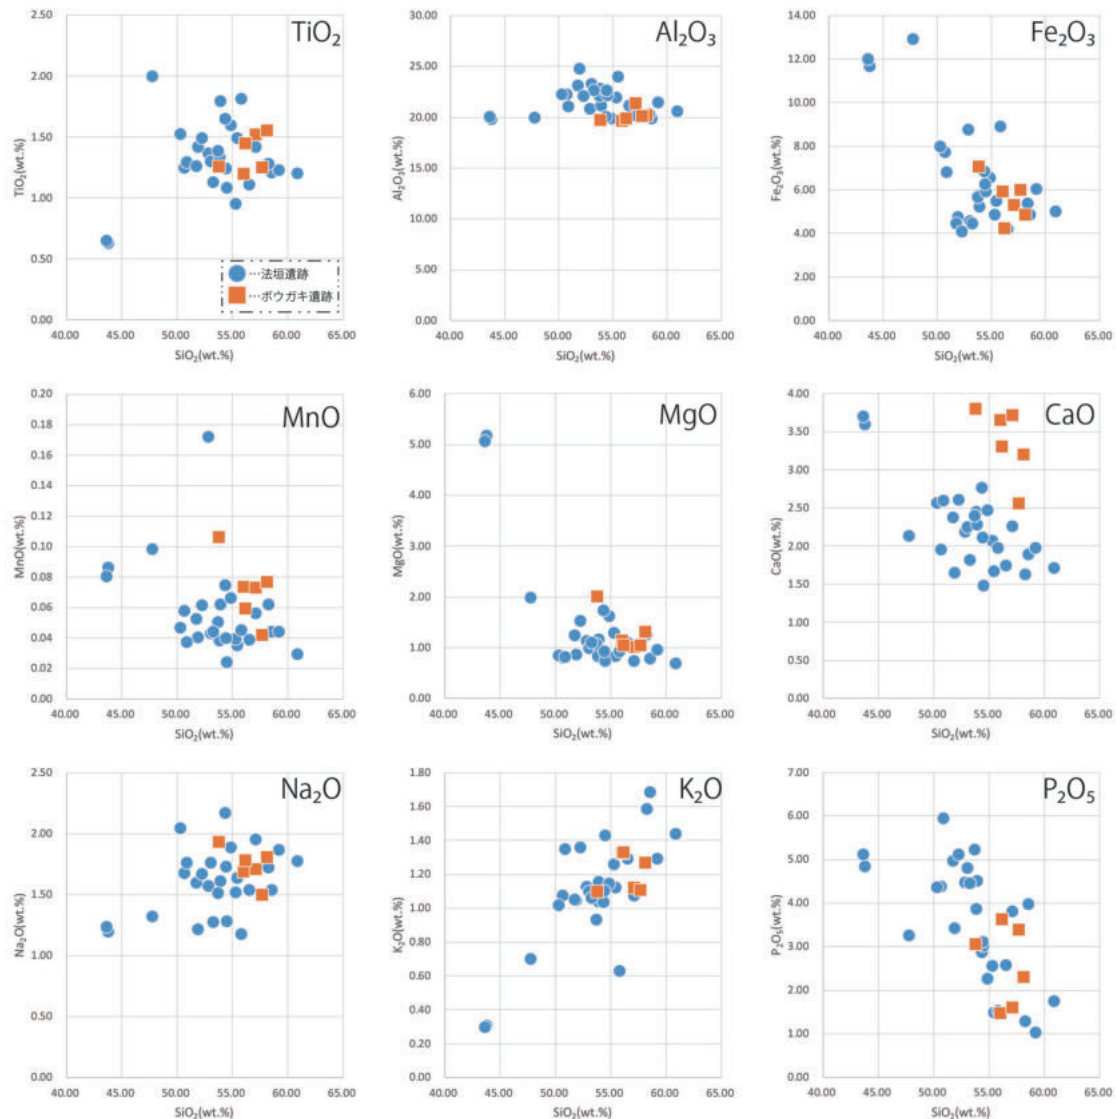 TiO₂
2.50
2.00
1.50
1.00
0.50
0.00
TiO₂(wt.%)
…法垣遺跡
…ボウガキ遺跡
40.00 45.00 50.00 55.00 60.00 65.00
SiO₂(wt.%)
Al₂O₃
30.00
25.00
20.00
15.00
10.00
5.00
0.00
Al₂O₃(wt.%)
40.00 45.00 50.00 55.00 60.00 65.00
SiO₂(wt.%)
Fe₂O₃
14.00
12.00
10.00
8.00
6.00
4.00
2.00
0.00
Fe₂O₃(wt.%)
40.00 45.00 50.00 55.00 60.00 65.00
SiO₂(wt.%)
MnO
0.20
0.18
0.16
0.14
0.12
0.10
0.08
0.06
0.04
0.02
0.00
MnO(wt.%)
40.00 45.00 50.00 55.00 60.00 65.00
SiO₂(wt.%)
MgO
6.00
5.00
4.00
3.00
2.00
1.00
0.00
MgO(wt.%)
40.00 45.00 50.00 55.00 60.00 65.00
SiO₂(wt.%)
CaO
4.00
3.50
3.00
2.50
2.00
1.50
1.00
0.50
0.00
CaO(wt.%)
40.00 45.00 50.00 55.00 60.00 65.00
SiO₂(wt.%)
Na₂O
2.50
2.00
1.50
1.00
0.50
0.00
Na₂O(wt.%)
40.00 45.00 50.00 55.00 60.00 65.00
SiO₂(wt.%)
K₂O
1.80
1.60
1.40
1.20
1.00
0.80
0.60
0.40
0.20
0.00
K₂O(wt.%)
40.00 45.00 50.00 55.00 60.00 65.00
SiO₂(wt.%)
P₂O₅
7.00
6.00
5.00
4.00
3.00
2.00
1.00
0.00
P₂O₅(wt.%)
40.00 45.00 50.00 55.00 60.00 65.00
SiO₂(wt.%)